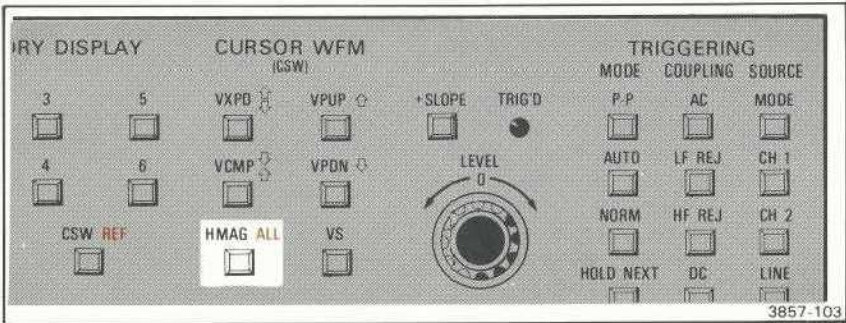 RY DISPLAY CURSOR WFM TRIGGERING
(CSW) MODE COUPLING SOURCE
3 5 VXPD VPUP +SLOPE TRIG'D P-P AC MODE
4 6 VCMP VPDN LEVEL AUTO LF REJ CH 1
0
CSW REF HMAG ALL VS NORM HF REJ CH 2
HOLD NEXT DC LINE
3857-103